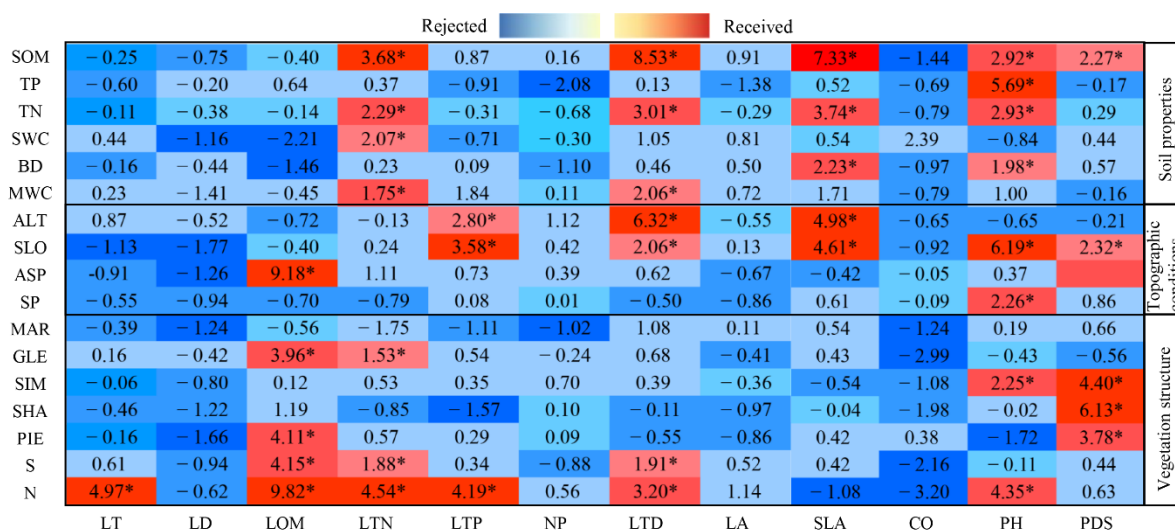 Rejected Received
SOM − 0.25 − 0.75 − 0.40 3.68* 0.87 0.16 8.53* 0.91 7.33* − 1.44 2.92* 2.27*
TP − 0.60 − 0.20 0.64 0.37 − 0.91 − 2.08 0.13 − 1.38 0.52 − 0.69 5.69* − 0.17
TN − 0.11 − 0.38 − 0.14 2.29* − 0.31 − 0.68 3.01* − 0.29 3.74* − 0.79 2.93* 0.29
SWC 0.44 − 1.16 − 2.21 2.07* − 0.71 − 0.30 1.05 0.81 0.54 2.39 − 0.84 0.44
BD − 0.16 − 0.44 − 1.46 0.23 0.09 − 1.10 0.46 0.50 2.23* − 0.97 1.98* 0.57
MWC 0.23 − 1.41 − 0.45 1.75* 1.84 0.11 2.06* 0.72 1.71 − 0.79 1.00 − 0.16
Soil properties
ALT 0.87 − 0.52 − 0.72 − 0.13 2.80* 1.12 6.32* − 0.55 4.98* − 0.65 − 0.65 − 0.21
SLO − 1.13 − 1.77 − 0.40 0.24 3.58* 0.42 2.06* 0.13 4.61* − 0.92 6.19* 2.32*
ASP -0.91 − 1.26 9.18* 1.11 0.73 0.39 0.62 − 0.67 − 0.42 − 0.05 0.37
SP − 0.55 − 0.94 − 0.70 − 0.79 0.08 0.01 − 0.50 − 0.86 0.61 − 0.09 2.26* 0.86
Topographic
conditions
MAR − 0.39 − 1.24 − 0.56 − 1.75 − 1.11 − 1.02 1.08 0.11 0.54 − 1.24 0.19 0.66
GLE 0.16 − 0.42 3.96* 1.53* 0.54 − 0.24 0.68 − 0.41 0.43 − 2.99 − 0.43 − 0.56
SIM − 0.06 − 0.80 0.12 0.53 0.35 0.70 0.39 − 0.36 − 0.54 − 1.08 2.25* 4.40*
SHA − 0.46 − 1.22 1.19 − 0.85 − 1.57 0.10 − 0.11 − 0.97 − 0.04 − 1.98 − 0.02 6.13*
PIE − 0.16 − 1.66 4.11* 0.57 0.29 0.09 − 0.55 − 0.86 0.42 0.38 − 1.72 3.78*
S 0.61 − 0.94 4.15* 1.88* 0.34 − 0.88 1.91* 0.52 0.42 − 2.16 − 0.11 0.44
N 4.97* − 0.62 9.82* 4.54* 4.19* 0.56 3.20* 1.14 − 1.08 − 3.20 4.35* 0.63
Vegetation structure
LT LD LOM LTN LTP NP LTD LA SLA CO PH PDS